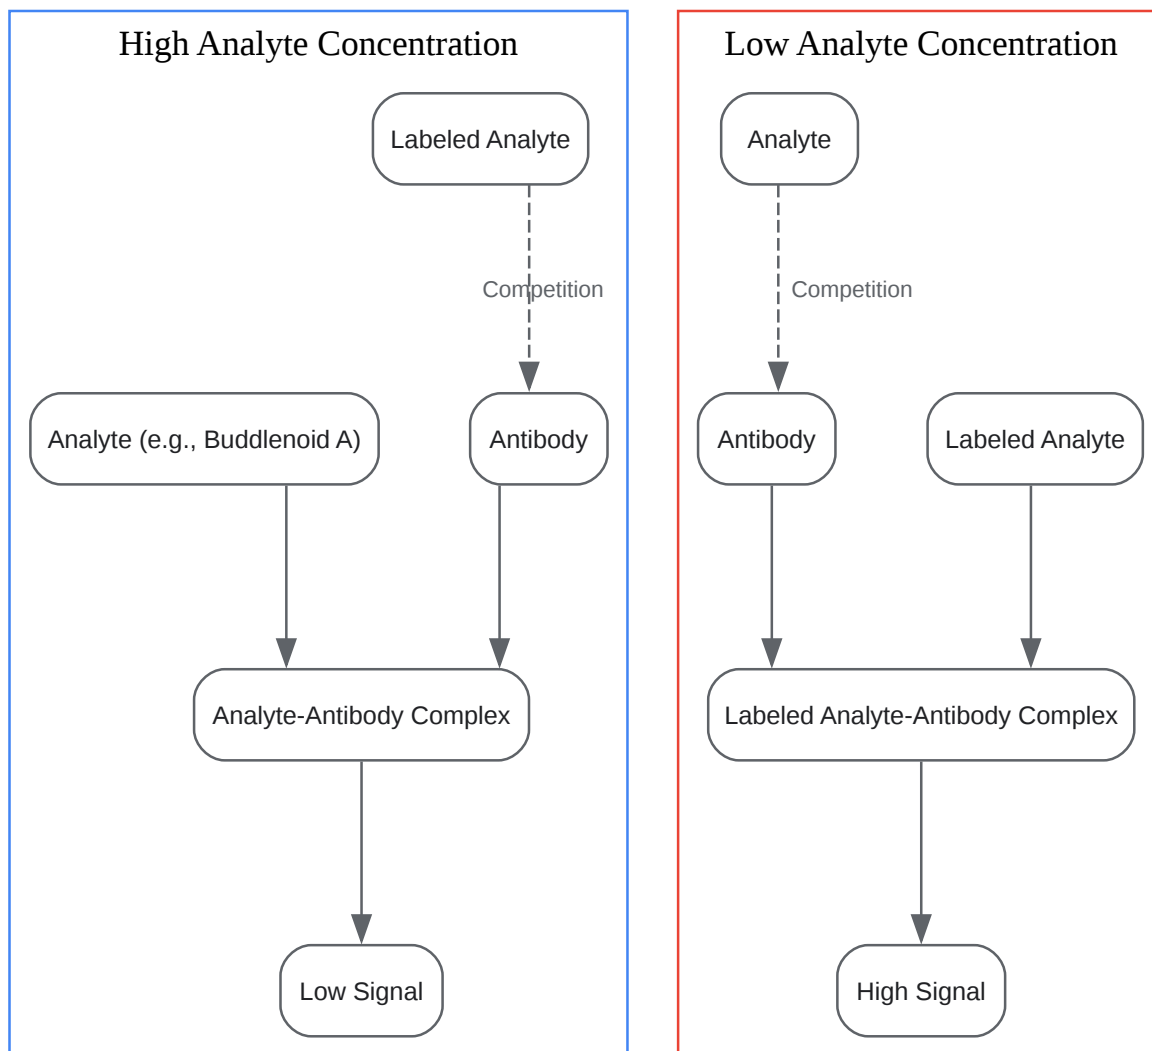 High Analyte Concentration
Labeled Analyte
Competition
Analyte (e.g., Buddlenoid A)
Antibody
Analyte-Antibody Complex
Low Signal
Low Analyte Concentration
Analyte
Competition
Antibody
Labeled Analyte
Labeled Analyte-Antibody Complex
High Signal